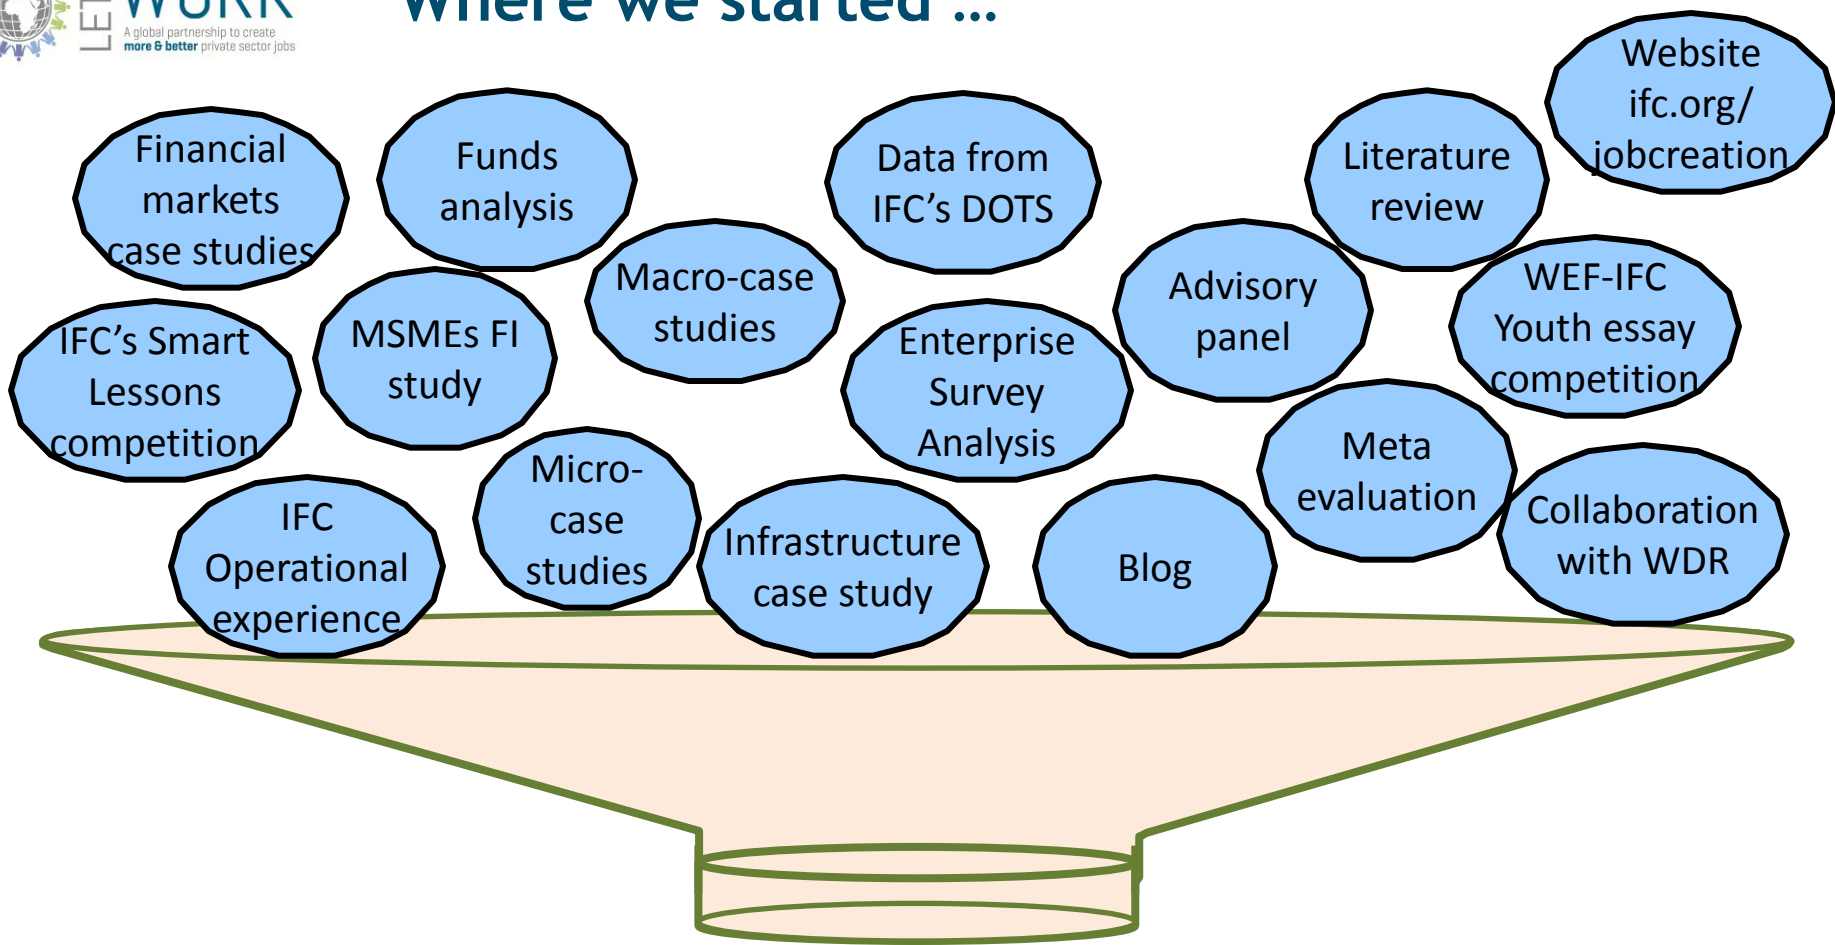 LET
WORK
A global partnership to create
more & better private sector jobs
Where we started …
Website
ifc.org/
jobcreation
Financial
markets
case studies
Funds
analysis
Data from
IFC’s DOTS
Literature
review
Macro-case
studies
Advisory
panel
WEF-IFC
Youth essay
competition
IFC’s Smart
Lessons
competition
MSMEs FI
study
Enterprise
Survey
Analysis
Meta
evaluation
Micro-
case
studies
Collaboration
with WDR
IFC
Operational
experience
Infrastructure
case study
Blog